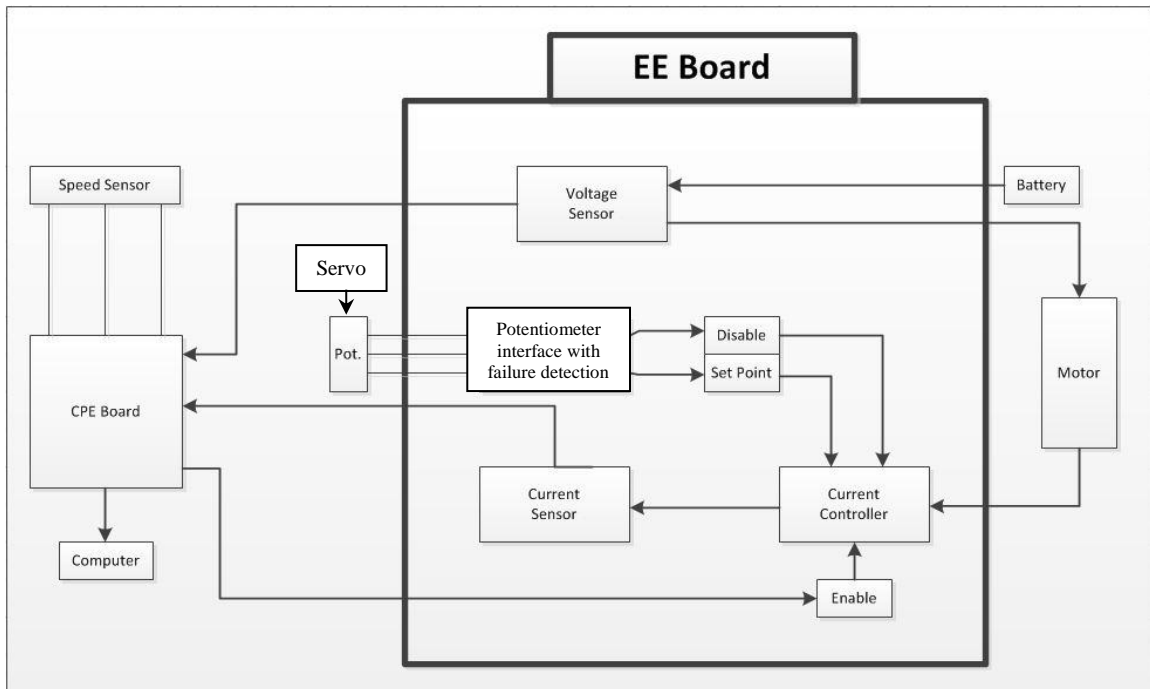 EE Board
Speed Sensor
Voltage
Sensor
Battery
Servo
Pot.
Potentiometer
interface with
failure detection
Disable
Set Point
Motor
CPE Board
Current
Sensor
Current
Controller
Computer
Enable